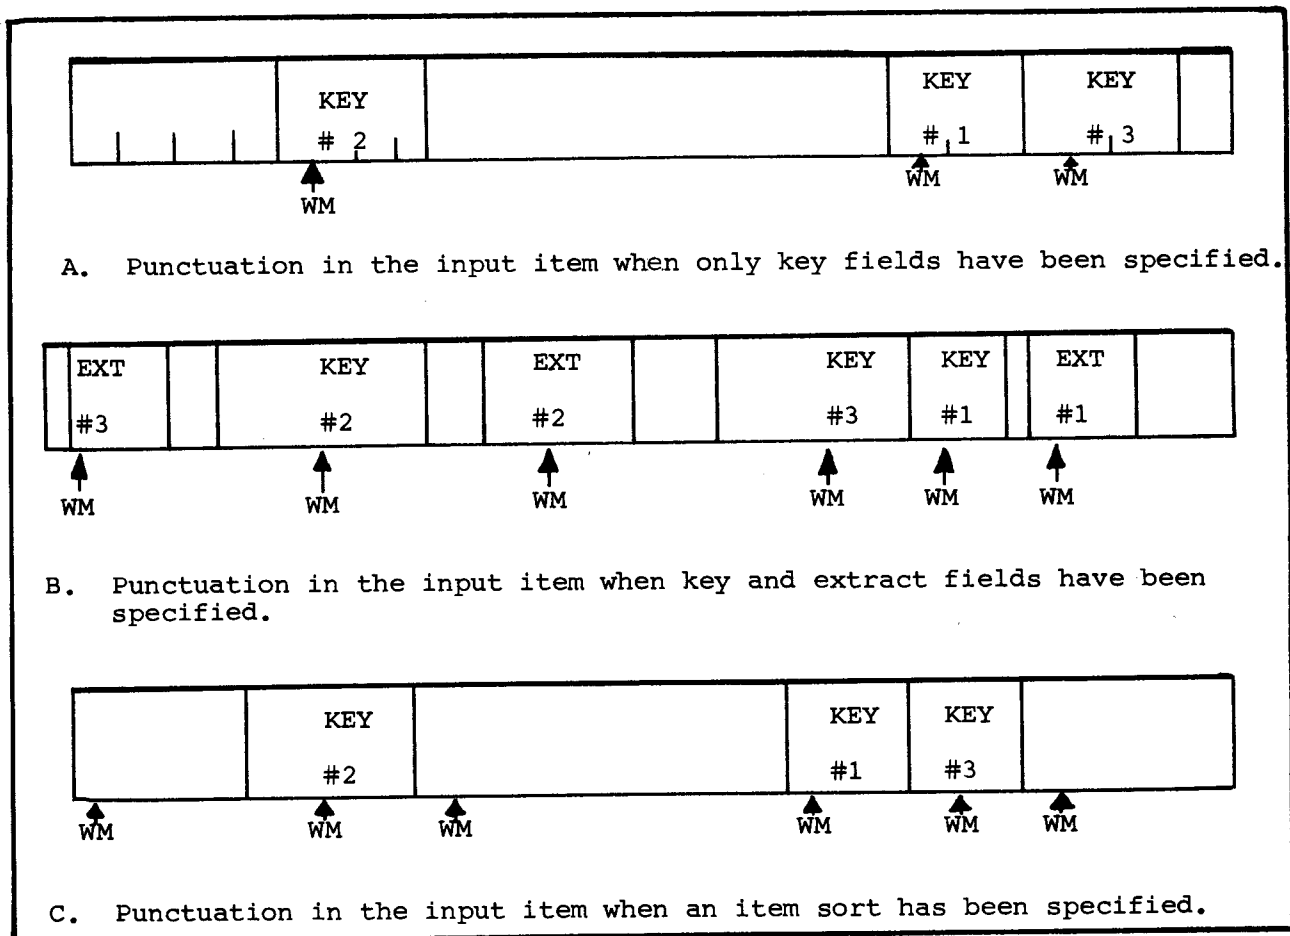 KEY KEY KEY
# 2 # 1 # 3
WM WM WM
A. Punctuation in the input item when only key fields have been specified.
EXT KEY EXT KEY KEY EXT
#3 #2 #2 #3 #1 #1
WM WM WM WM WM WM
B. Punctuation in the input item when key and extract fields have been
specified.
KEY KEY KEY
#2 #1 #3
WM WM WM WM WM WM
C. Punctuation in the input item when an item sort has been specified.